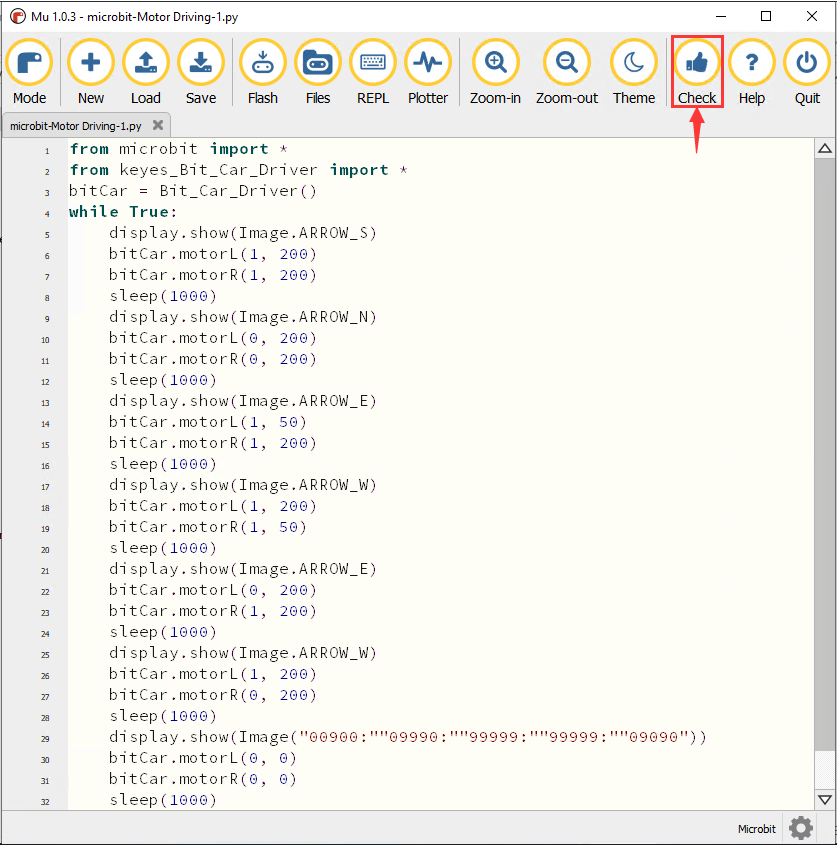 Mu 1.0.3 - microbit-Motor Driving-1.py
Mode New Load Save Flash Files REPL Plotter Zoom-in Zoom-out Theme Check Help Quit
microbit-Motor Driving-1.py
1 from microbit import *
2 from keyes_Bit_Car_Driver import *
3 bitCar = Bit_Car_Driver()
4 while True:
5 display.show(Image.ARROW_S)
6 bitCar.motorL(1, 200)
7 bitCar.motorR(1, 200)
8 sleep(1000)
9 display.show(Image.ARROW_N)
10 bitCar.motorL(0, 200)
11 bitCar.motorR(0, 200)
12 sleep(1000)
13 display.show(Image.ARROW_E)
14 bitCar.motorL(1, 50)
15 bitCar.motorR(1, 200)
16 sleep(1000)
17 display.show(Image.ARROW_W)
18 bitCar.motorL(1, 200)
19 bitCar.motorR(1, 50)
20 sleep(1000)
21 display.show(Image.ARROW_E)
22 bitCar.motorL(0, 200)
23 bitCar.motorR(1, 200)
24 sleep(1000)
25 display.show(Image.ARROW_W)
26 bitCar.motorL(1, 200)
27 bitCar.motorR(0, 200)
28 sleep(1000)
29 display.show(Image("00900:""09990:""99999:""99999:""09090"))
30 bitCar.motorL(0, 0)
31 bitCar.motorR(0, 0)
32 sleep(1000)
Microbit